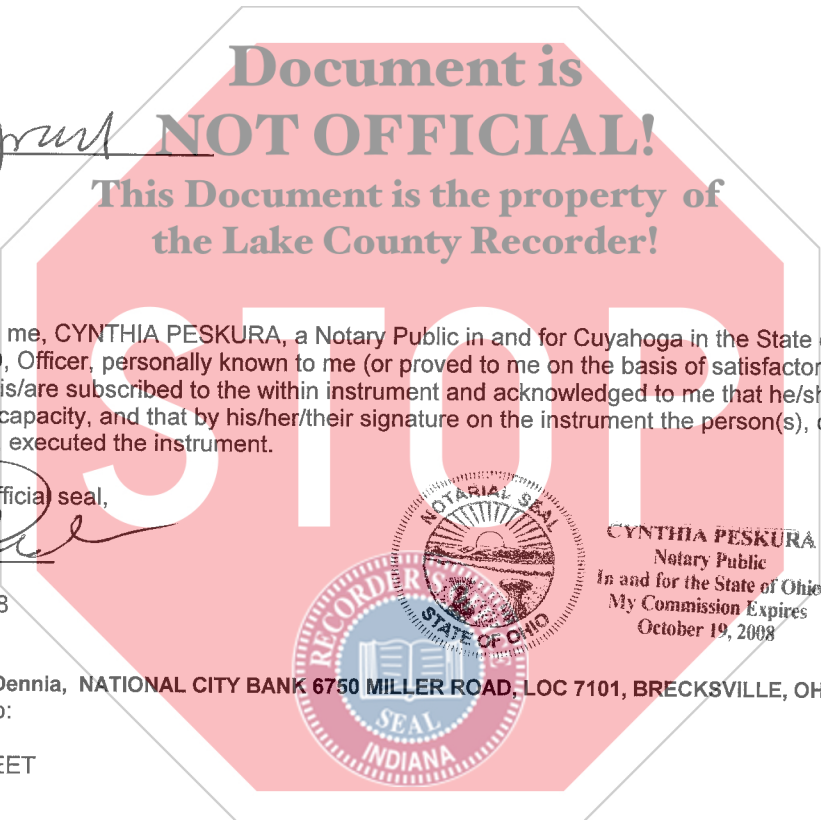 Document is
NOT OFFICIAL!
This Document is the property of
the Lake County Recorder!
STOP
me, CYNTHIA PESKURA, a Notary Public in and for Cuyahoga in the State
, Officer, personally known to me (or proved to me on the basis of satisfactor
is/are subscribed to the within instrument and acknowledged to me that he/sh
capacity, and that by his/her/their signature on the instrument the person(s),
executed the instrument.
fficial seal,
NOTARIAL SEAL
STATE OF OHIO
CYNTHIA PESKURA
Notary Public
In and for the State of Ohio
My Commission Expires
October 19, 2008
8
RECORDER'S
SEAL
INDIANA
Dennia, NATIONAL CITY BANK 6750 MILLER ROAD, LOC 7101, BRECKSVILLE, OH
o:
EET